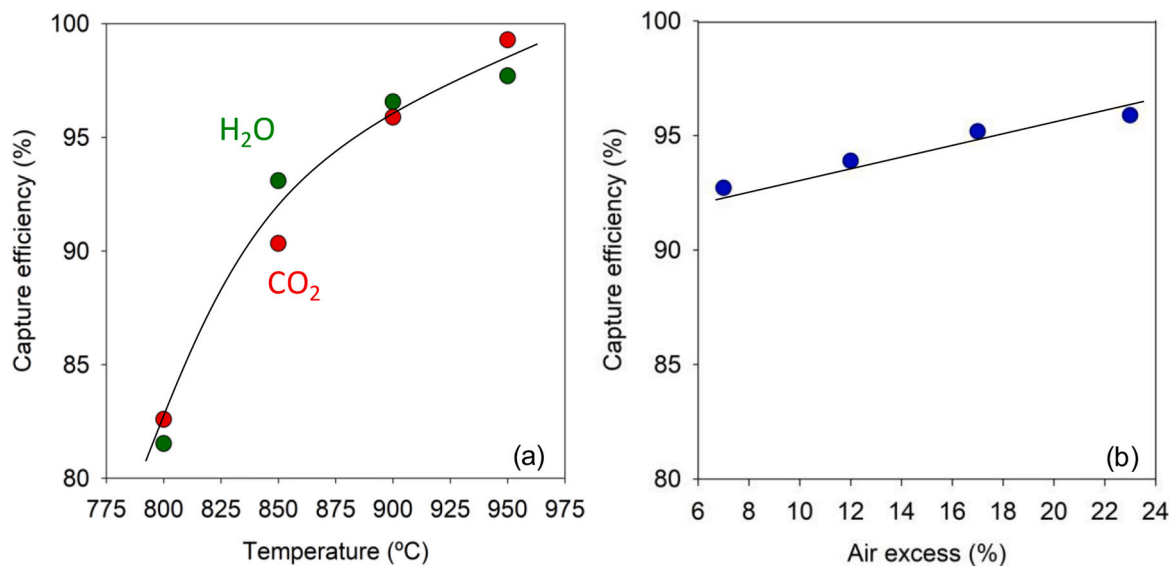 Capture efficiency (%)
100
95
90
85
80
H₂O
CO₂
(a)
775 800 825 850 875 900 925 950 975
Temperature (ºC)
Capture efficiency (%)
100
95
90
85
80
(b)
6 8 10 12 14 16 18 20 22 24
Air excess (%)